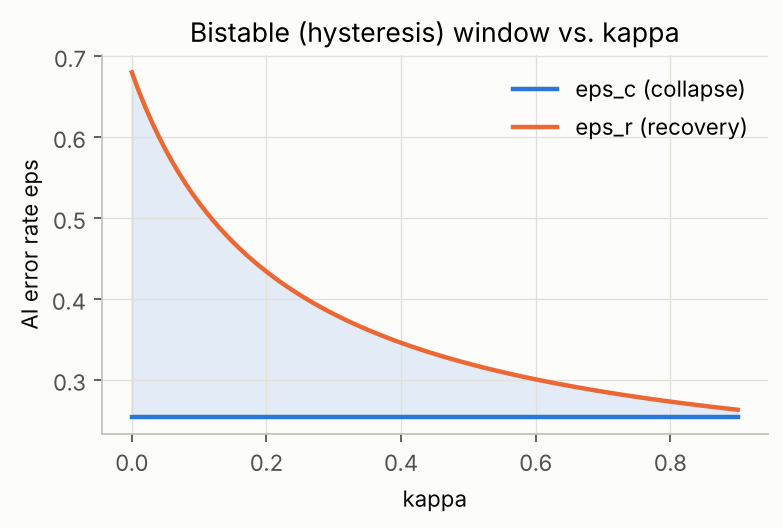 Bistable (hysteresis) window vs. kappa
eps_c (collapse)
eps_r (recovery)
AI error rate eps
0.7
0.6
0.5
0.4
0.3
0.0 0.2 0.4 0.6 0.8
kappa